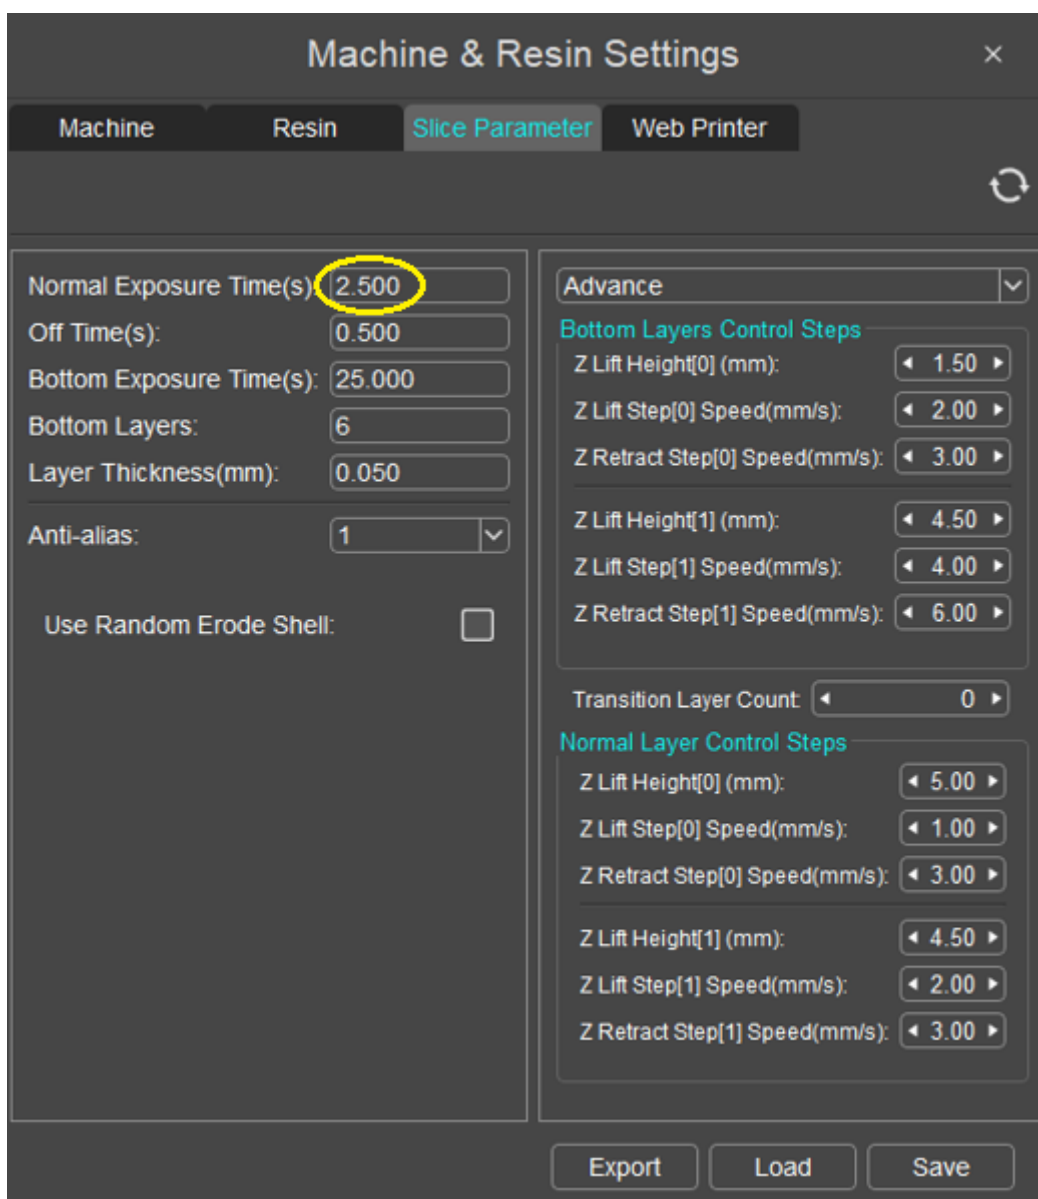 Machine & Resin Settings ×
Machine Resin Slice Parameter Web Printer
Normal Exposure Time(s): 2.500
Off Time(s): 0.500
Bottom Exposure Time(s): 25.000
Bottom Layers: 6
Layer Thickness(mm): 0.050
Anti-alias: 1
Use Random Erode Shell:
Advance
Bottom Layers Control Steps
Z Lift Height[0] (mm): 1.50
Z Lift Step[0] Speed(mm/s): 2.00
Z Retract Step[0] Speed(mm/s): 3.00
Z Lift Height[1] (mm): 4.50
Z Lift Step[1] Speed(mm/s): 4.00
Z Retract Step[1] Speed(mm/s): 6.00
Transition Layer Count: 0
Normal Layer Control Steps
Z Lift Height[0] (mm): 5.00
Z Lift Step[0] Speed(mm/s): 1.00
Z Retract Step[0] Speed(mm/s): 3.00
Z Lift Height[1] (mm): 4.50
Z Lift Step[1] Speed(mm/s): 2.00
Z Retract Step[1] Speed(mm/s): 3.00
Export Load Save